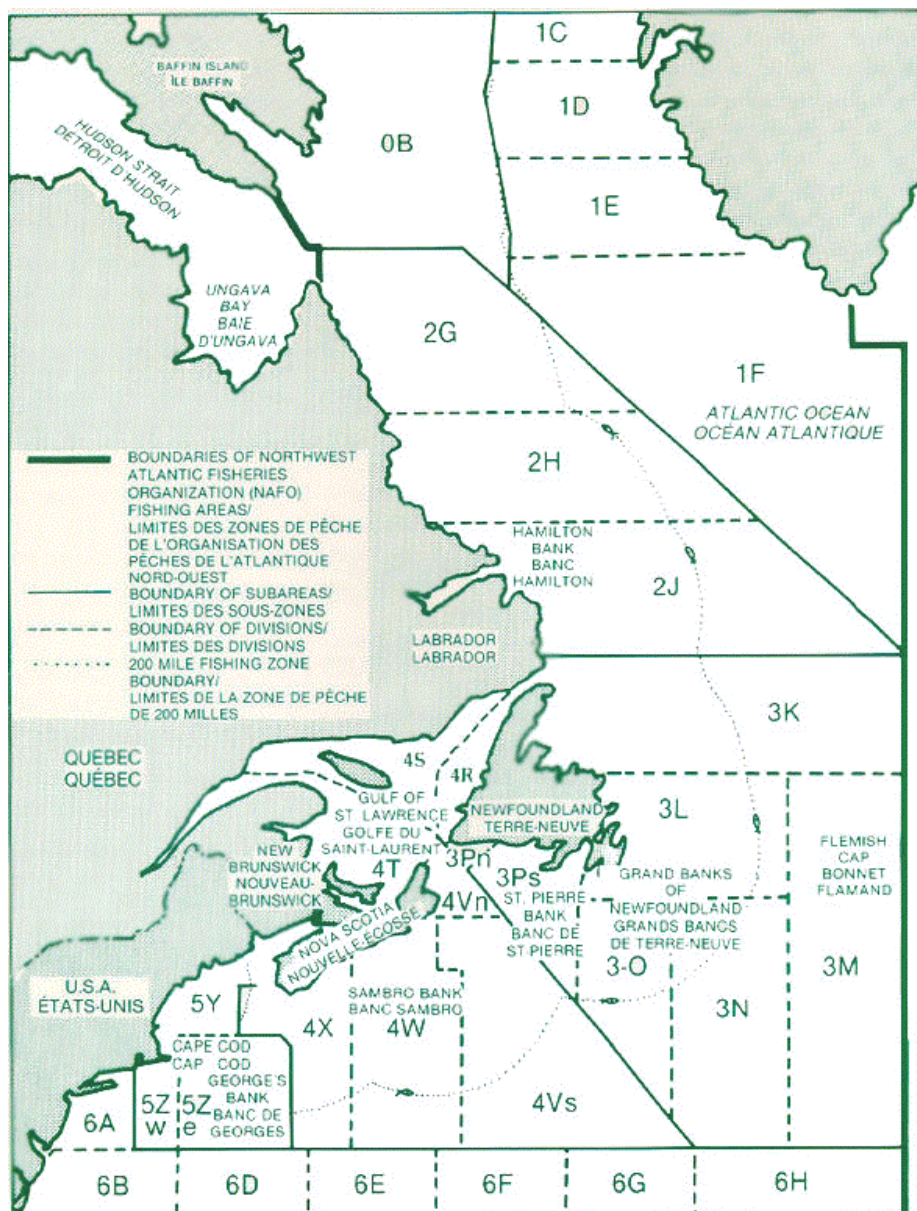 1C
BAFFIN ISLAND
ÎLE BAFFIN
1D
0B
HUDSON STRAIT
DETROIT D'HUDSON
1E
UNGAVA
BAY
BAIE
D'UNGAVA
2G
1F
ATLANTIC OCEAN
OCÉAN ATLANTIQUE
2H
BOUNDARIES OF NORTHWEST
ATLANTIC FISHERIES
ORGANIZATION (NAFO)
FISHING AREAS/
LIMITES DES ZONES DE PÊCHE
DE L'ORGANISATION DES
PÊCHES DE L'ATLANTIQUE
NORD-OUEST
BOUNDARY OF SUBAREAS/
LIMITES DES SOUS-ZONES
BOUNDARY OF DIVISIONS/
LIMITES DES DIVISIONS
200 MILE FISHING ZONE
BOUNDARY/
LIMITES DE LA ZONE DE PÊCHE
DE 200 MILLES
HAMILTON
BANK
BANC
HAMILTON
2J
LABRADOR
LABRADOR
3K
QUEBEC
QUÉBEC
4S
4R
GULF OF
ST. LAWRENCE
GOLFE DU
SAINT-LAURENT
NEWFOUNDLAND
TERRE-NEUVE
3L
FLEMISH
CAP
BONNET
FLAMAND
NEW
BRUNSWICK
NOUVEAU-
BRUNSWICK
4T
3Pn
3Ps
4Vn
ST. PIERRE
BANK
BANC DE
ST-PIERRE
GRAND BANKS
OF
NEWFOUNDLAND
GRANDS BANCS
DE TERRE-NEUVE
NOVA SCOTIA
NOUVELLE-ÉCOSSE
3-O
3N
3M
U.S.A.
ÉTATS-UNIS
5Y
4X
SAMBRO BANK
BANC SAMBRO
4W
CAPE COD
CAP COD
GEORGE'S
BANK
BANC DE
GEORGES
5Z
w
5Z
e
6A
4Vs
6B
6D
6E
6F
6G
6H